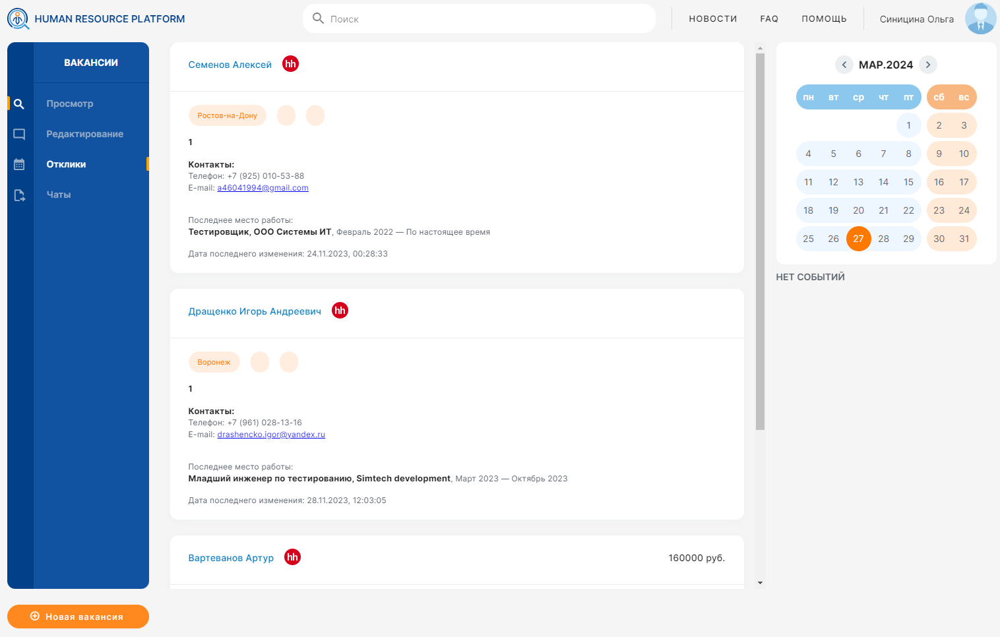 HUMAN RESOURCE PLATFORM
Поиск
НОВОСТИ
FAQ
ПОМОЩЬ
Синицина Ольга
ВАКАНСИИ
Просмотр
Редактирование
Отклики
Чаты
Новая вакансия
Семенов Алексей hh
Ростов-на-Дону
1
Контакты:
Телефон: +7 (925) 010-53-88
E-mail: a46041994@gmail.com
Последнее место работы:
Тестировщик, ООО Системы ИТ, Февраль 2022 — По настоящее время
Дата последнего изменения: 24.11.2023, 00:28:33
Дращенко Игорь Андреевич hh
Воронеж
1
Контакты:
Телефон: +7 (961) 028-13-16
E-mail: drashencko.igor@yandex.ru
Последнее место работы:
Младший инженер по тестированию, Simtech development, Март 2023 — Октябрь 2023
Дата последнего изменения: 28.11.2023, 12:03:05
Вартеванов Артур hh 160000 руб.
МАР.2024
пн вт ср чт пт сб вс
1 2 3
4 5 6 7 8 9 10
11 12 13 14 15 16 17
18 19 20 21 22 23 24
25 26 27 28 29 30 31
НЕТ СОБЫТИЙ